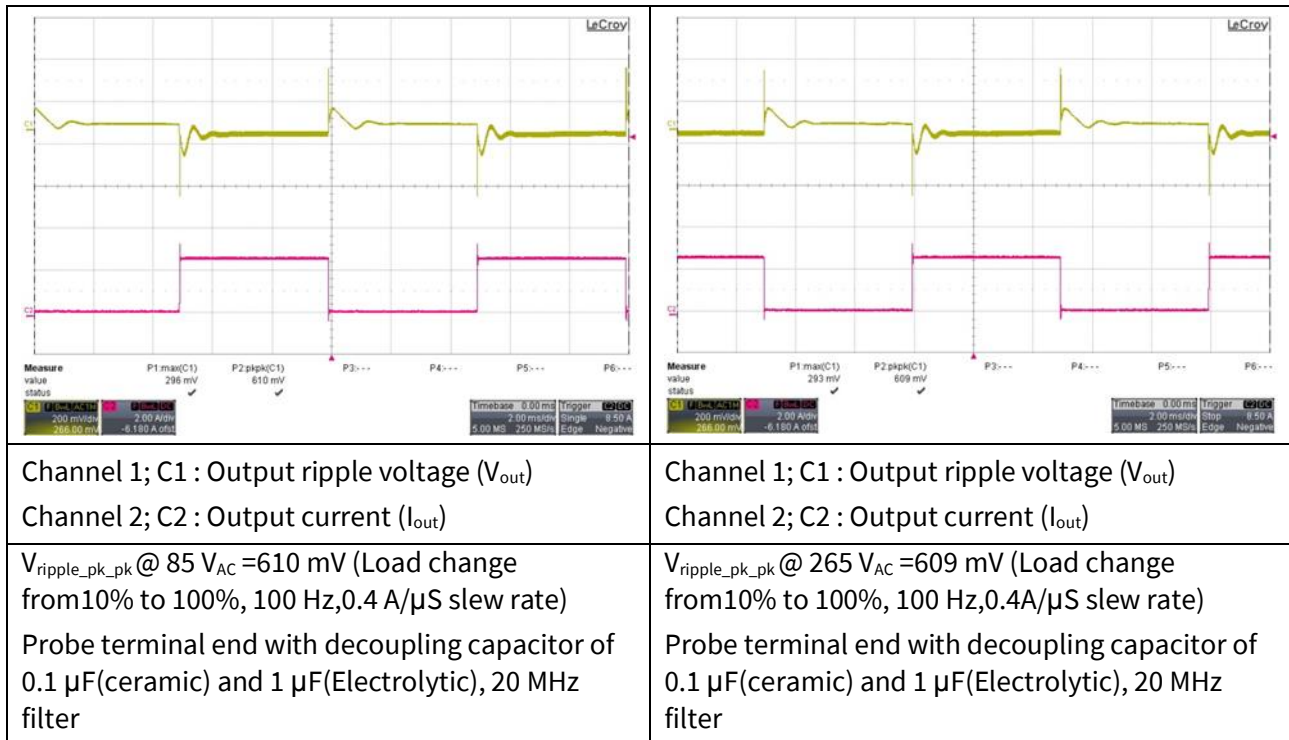 LeCroy
C1
C2
Measure P1:max(C1) P2:pkpk(C1) P3:--- P4:--- P5:--- P6:---
value 296 mV 610 mV
status
C1
Timebase 0.00 ms Trigger C2 DC
200 mV/div 2.00 A/div 2.00 ms/div Single 8.50 A
266.00 mV -6.180 A ofst 5.00 MS 250 MS/s Edge Negative
LeCroy
C1
C2
Measure P1:max(C1) P2:pkpk(C1) P3:--- P4:--- P5:--- P6:---
value 293 mV 609 mV
status
C1
Timebase 0.00 ms Trigger C2 DC
200 mV/div 2.00 A/div 2.00 ms/div Stop 8.50 A
266.00 mV -6.180 A ofst 5.00 MS 250 MS/s Edge Negative
Channel 1; C1 : Output ripple voltage (Vout)
Channel 2; C2 : Output current (Iout)
Channel 1; C1 : Output ripple voltage (Vout)
Channel 2; C2 : Output current (Iout)
Vripple_pk_pk @ 85 VAC =610 mV (Load change
from10% to 100%, 100 Hz,0.4 A/µS slew rate)
Probe terminal end with decoupling capacitor of
0.1 µF(ceramic) and 1 µF(Electrolytic), 20 MHz
filter
Vripple_pk_pk @ 265 VAC =609 mV (Load change
from10% to 100%, 100 Hz,0.4A/µS slew rate)
Probe terminal end with decoupling capacitor of
0.1 µF(ceramic) and 1 µF(Electrolytic), 20 MHz
filter